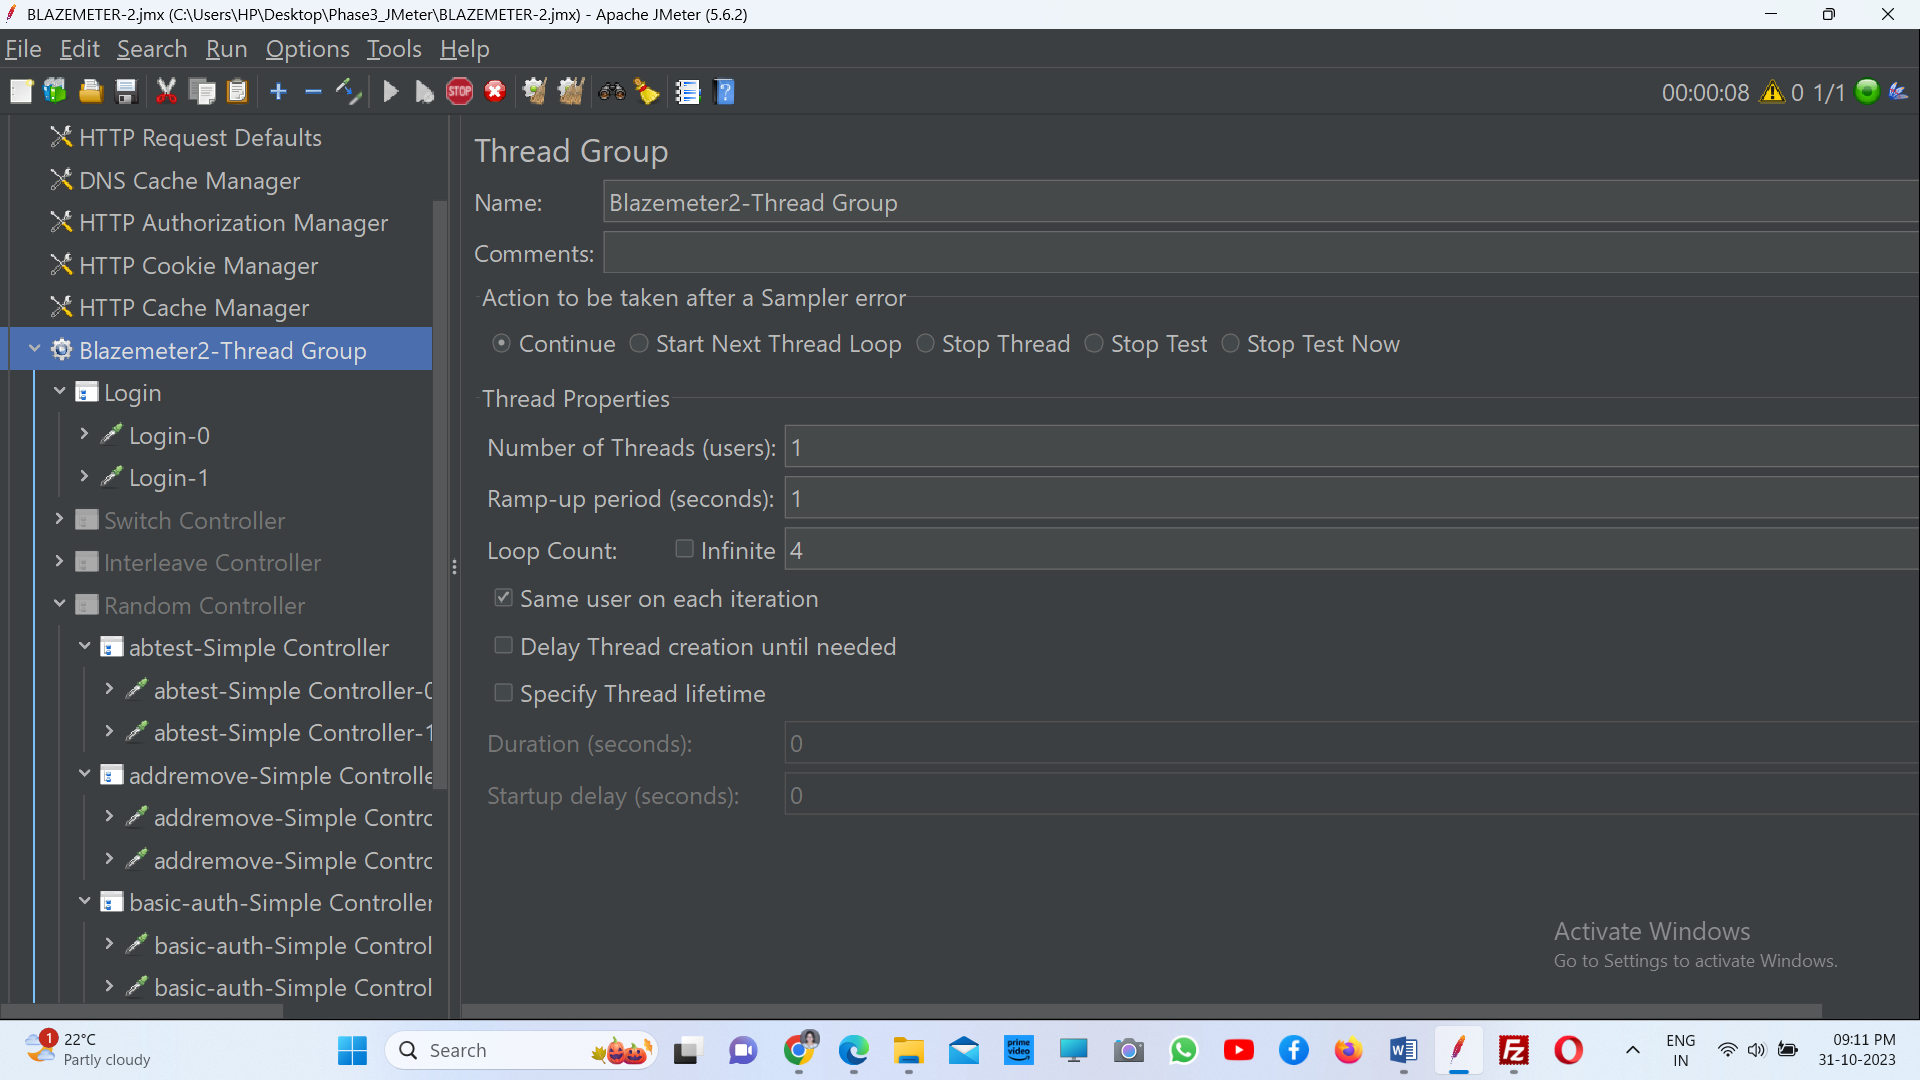 BLAZEMETER-2.jmx (C:\Users\HP\Desktop\Phase3_JMeter\BLAZEMETER-2.jmx) - Apache JMeter (5.6.2)
File Edit Search Run Options Tools Help
STOP
00:00:08 0 1/1
HTTP Request Defaults
DNS Cache Manager
HTTP Authorization Manager
HTTP Cookie Manager
HTTP Cache Manager
Blazemeter2-Thread Group
Login
Login-0
Login-1
Switch Controller
Interleave Controller
Random Controller
abtest-Simple Controller
abtest-Simple Controller-0
abtest-Simple Controller-1
addremove-Simple Controlle
addremove-Simple Contro
addremove-Simple Contro
basic-auth-Simple Controller
basic-auth-Simple Control
basic-auth-Simple Control
Thread Group
Name: Blazemeter2-Thread Group
Comments:
Action to be taken after a Sampler error
Continue Start Next Thread Loop Stop Thread Stop Test Stop Test Now
Thread Properties
Number of Threads (users): 1
Ramp-up period (seconds): 1
Loop Count: Infinite 4
Same user on each iteration
Delay Thread creation until needed
Specify Thread lifetime
Duration (seconds): 0
Startup delay (seconds): 0
Activate Windows
Go to Settings to activate Windows.
1
22°C
Partly cloudy
Search
prime video
ENG
IN
09:11 PM
31-10-2023